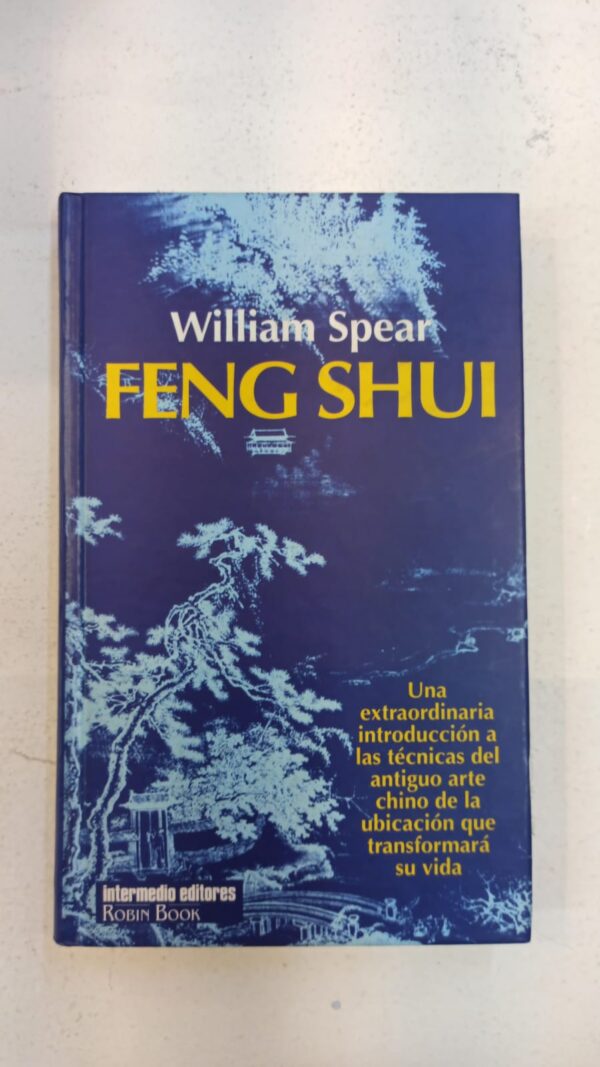 William Spear
FENG SHUI
Una
extraordinaria
introducción a
las técnicas del
antiguo arte
chino de la
ubicación que
transformará
su vida
intermedio editores
ROBIN BOOK